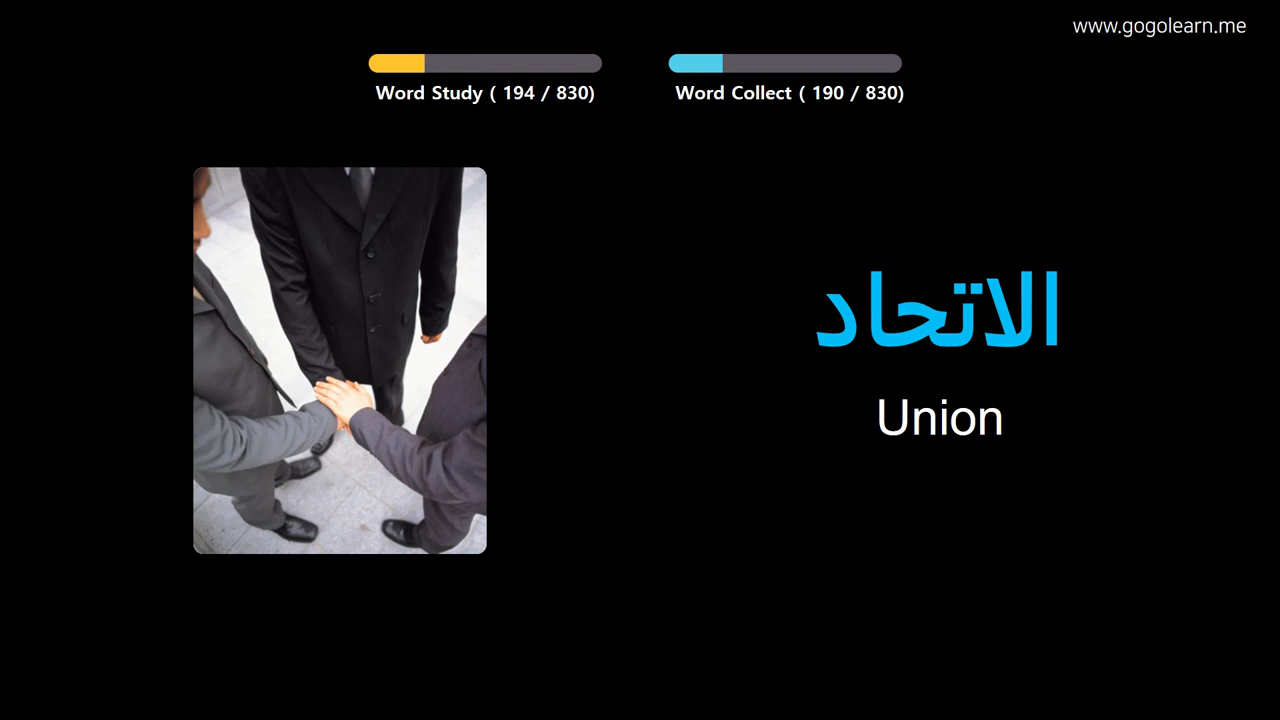 www.gogolearn.me
Word Study ( 194 / 830)
Word Collect ( 190 / 830)
الاتحاد
Union